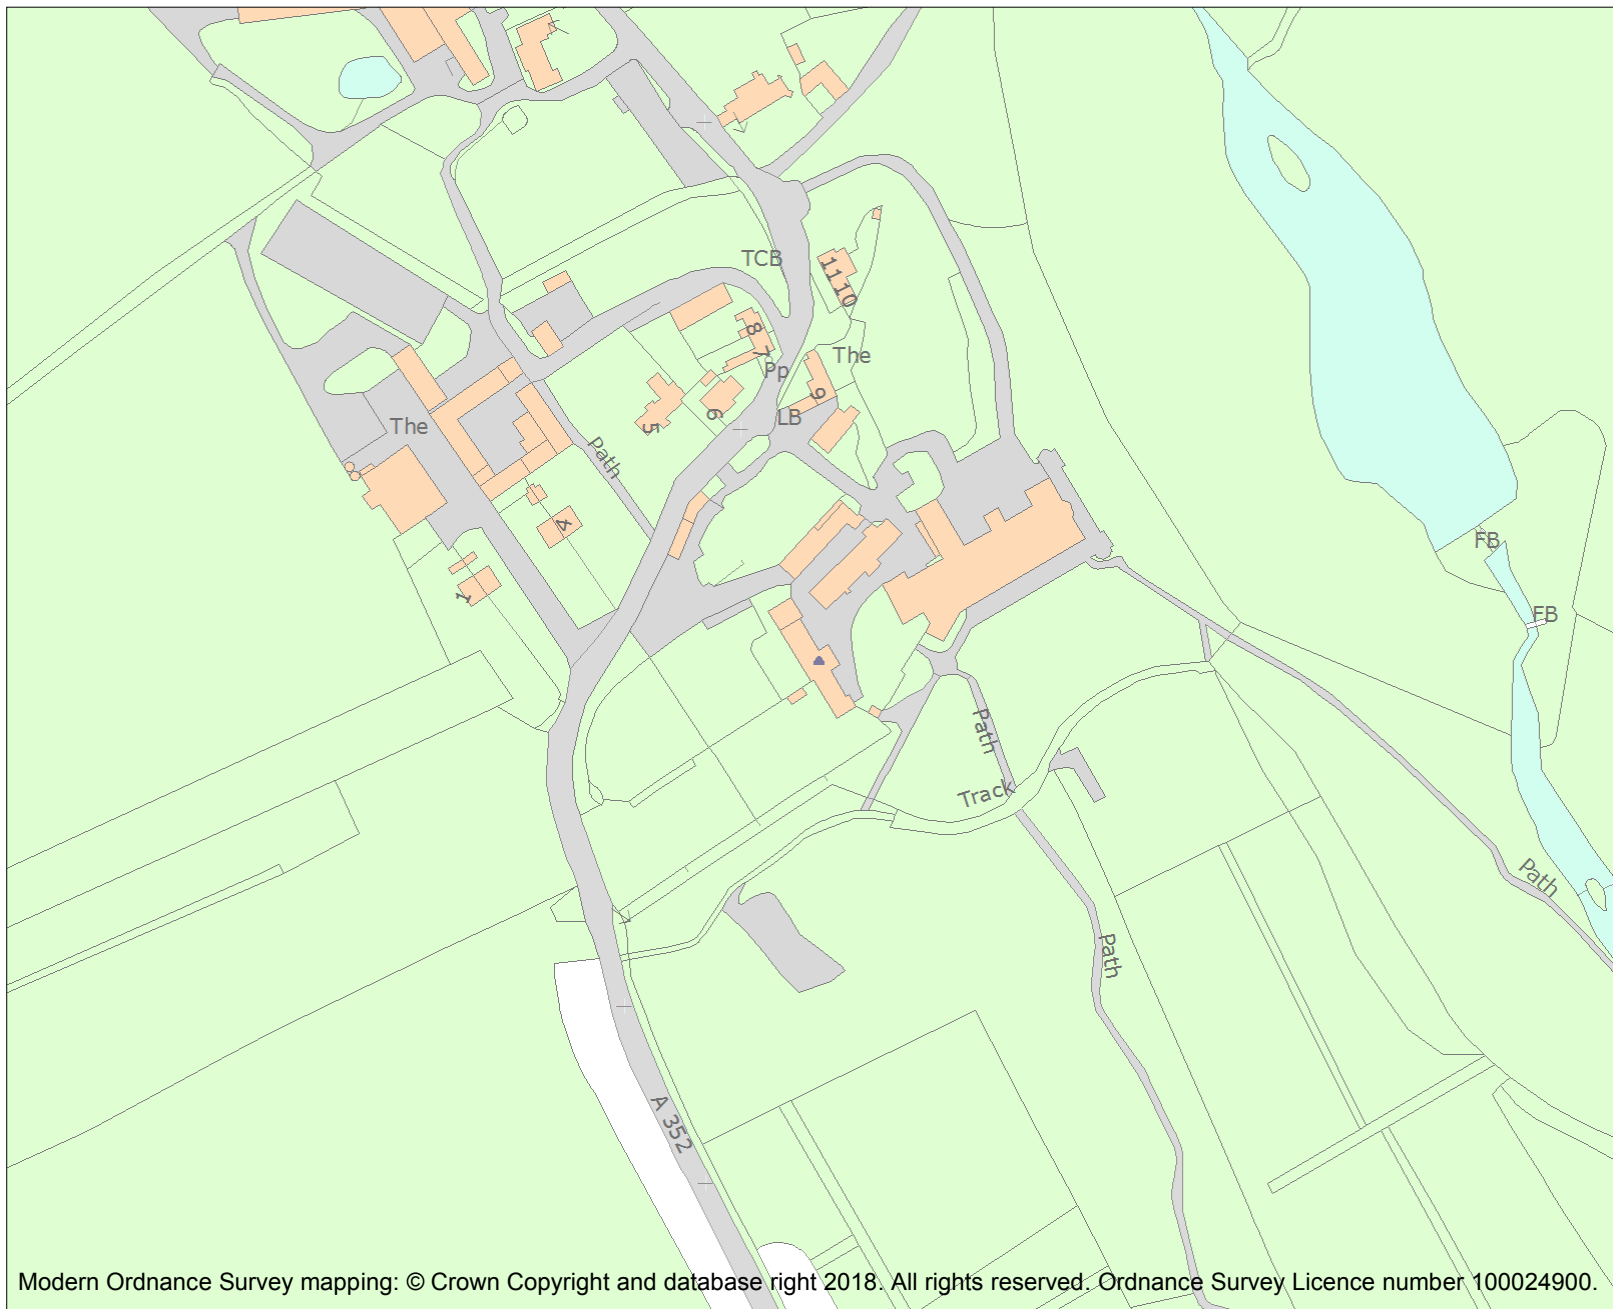 TCB
11
10
8
7
The
Pp
9
6
LB
5
The
Path
4
1
FB
FB
Path
Track
Path
Path
A 352
Modern Ordnance Survey mapping: © Crown Copyright and database right 2018. All rights reserved. Ordnance Survey Licence number 100024900.